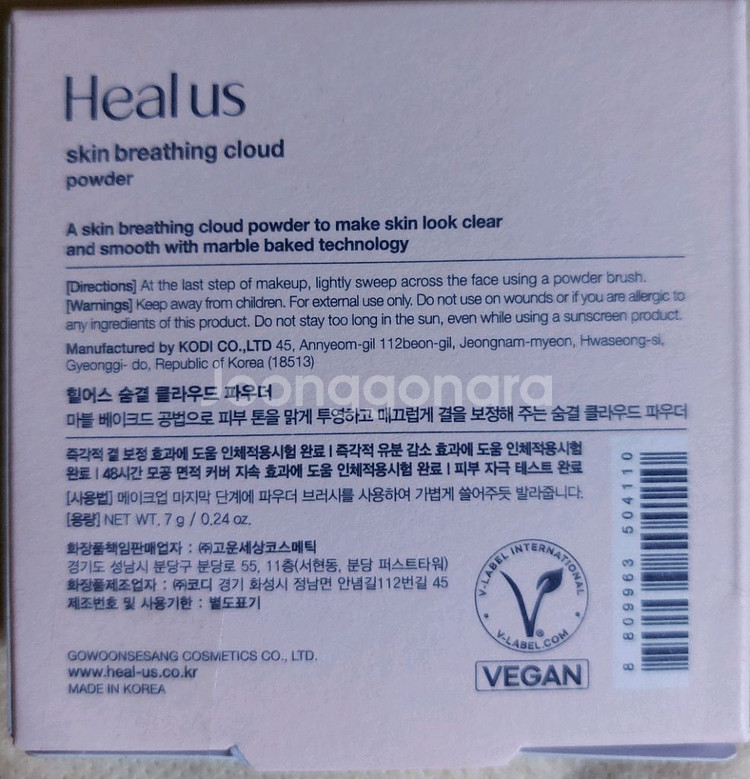 Heal us
skin breathing cloud
powder
A skin breathing cloud powder to make skin look clear
and smooth with marble baked technology
[Directions] At the last step of makeup, lightly sweep across the face using a powder brush.
[Warnings] Keep away from children. For external use only. Do not use on wounds or if you are allergic to
any ingredients of this product. Do not stay too long in the sun, even while using a sunscreen product.
Manufactured by KODI CO.,LTD 45, Annyeom-gil 112beon-gil, Jeongnam-myeon, Hwaseong-si,
Gyeonggi- do, Republic of Korea (18513)
Joonggonara
힐어스 숨결 클라우드 파우더
마블 베이크드 공법으로 피부 톤을 맑게 투영하고 매끄럽게 결을 보정해 주는 숨결 클라우드 파우더
즉각적 결 보정 효과에 도움 인체적용시험 완료 | 즉각적 유분 감소 효과에 도움 인체적용시험
완료 | 48시간 모공 면적 커버 지속 효과에 도움 인체적용시험 완료 | 피부 자극 테스트 완료
[사용법] 메이크업 마지막 단계에 파우더 브러시를 사용하여 가볍게 쓸어주듯 발라줍니다.
[용량] NET WT. 7 g / 0.24 oz.
화장품책임판매업자 : ㈜고운세상코스메틱
경기도 성남시 분당구 분당로 55, 11층(서현동, 분당 퍼스트타워)
화장품제조업자 : ㈜코디 경기 화성시 정남면 안녕길112번길 45
제조번호 및 사용기한 : 별도표기
GOWOONSESANG COSMETICS CO., LTD.
www.heal-us.co.kr
MADE IN KOREA
V-LABEL INTERNATIONAL
V-LABEL.COM
®
VEGAN
8 809963 504110